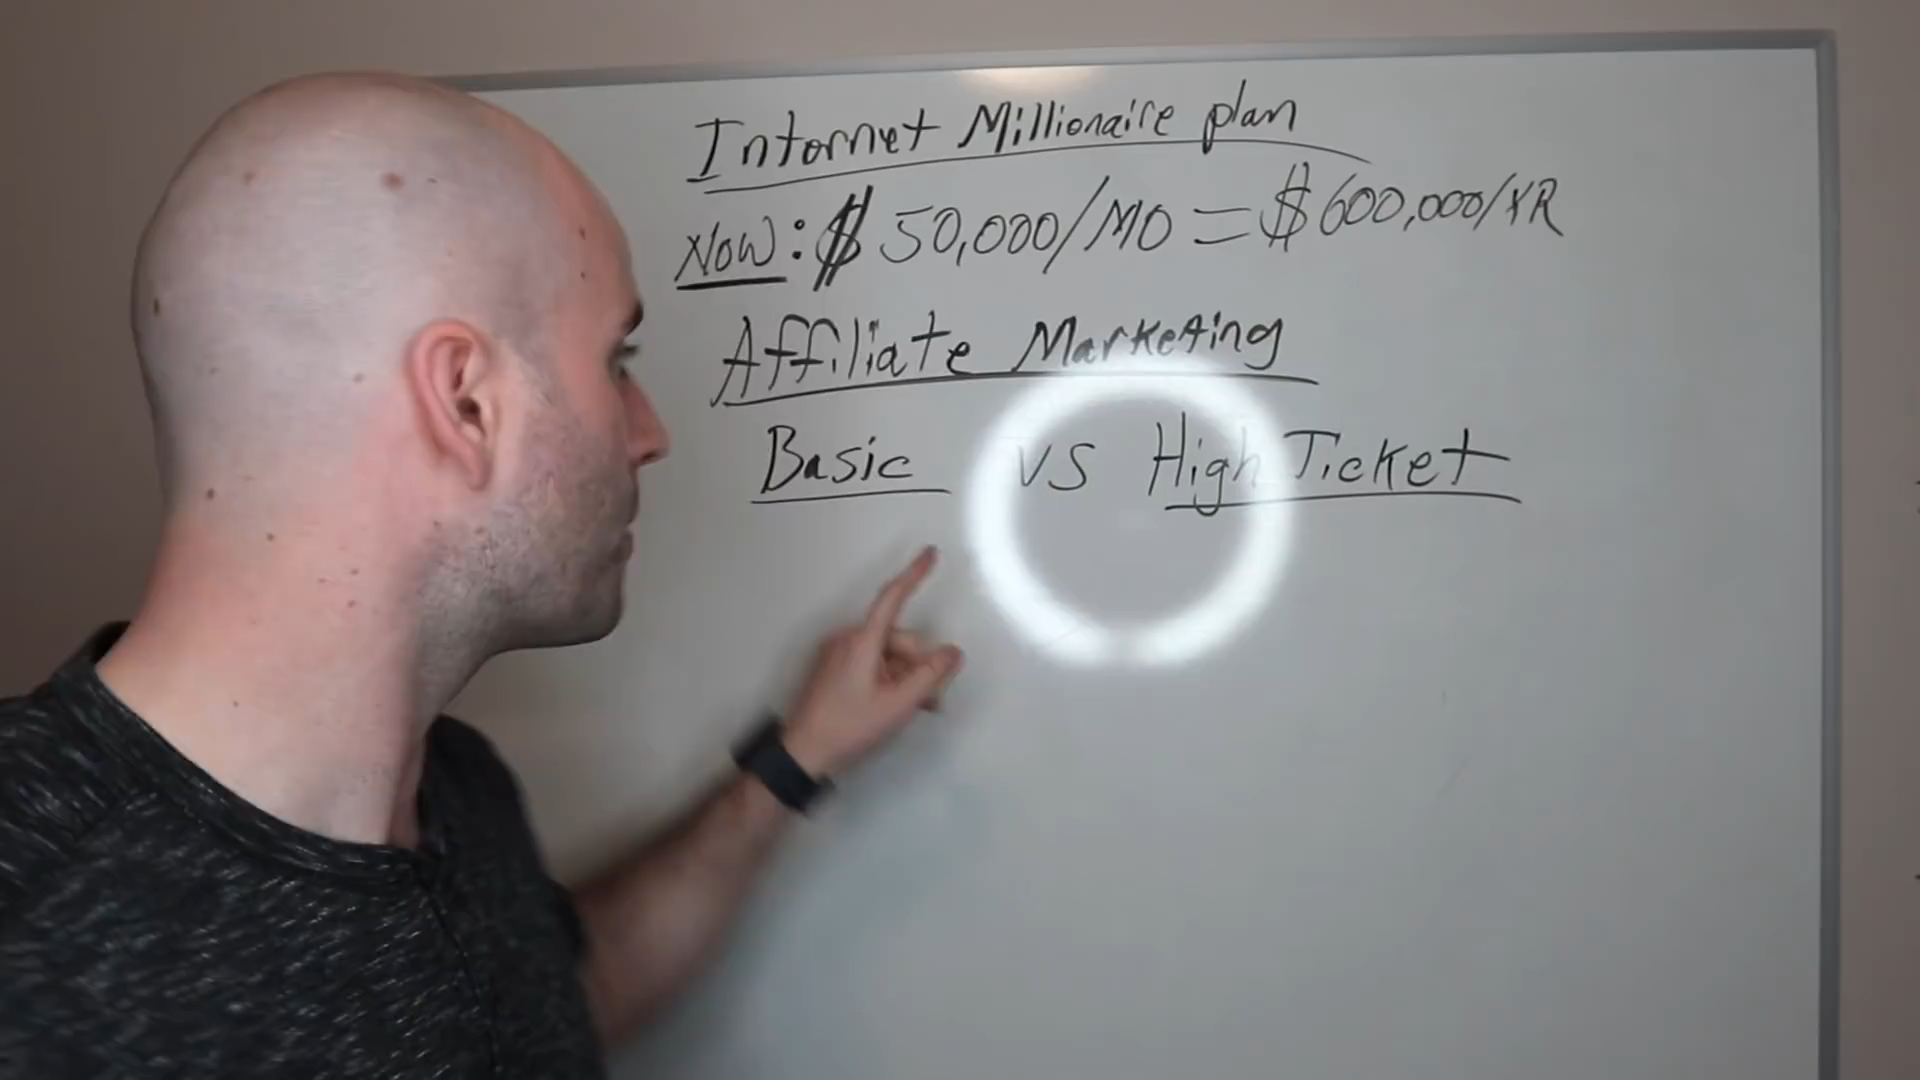 Internet Millionaire plan
Now: $ 50,000/MO = $600,000/YR
Affiliate Marketing
Basic vs High Ticket